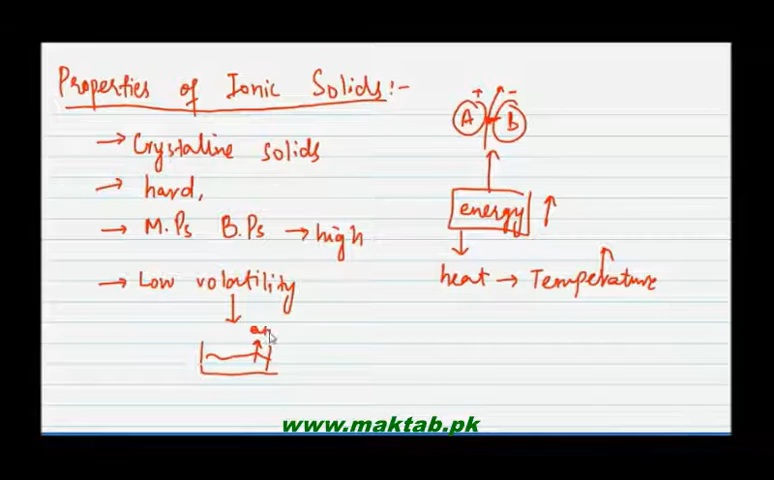 Properties of Ionic Solids:-
→ Crystaline solids
→ hard,
→ M.Ps B.Ps → high
→ Low volatility
+ -
A B
energy ↑
heat → Temperature
www.maktab.pk